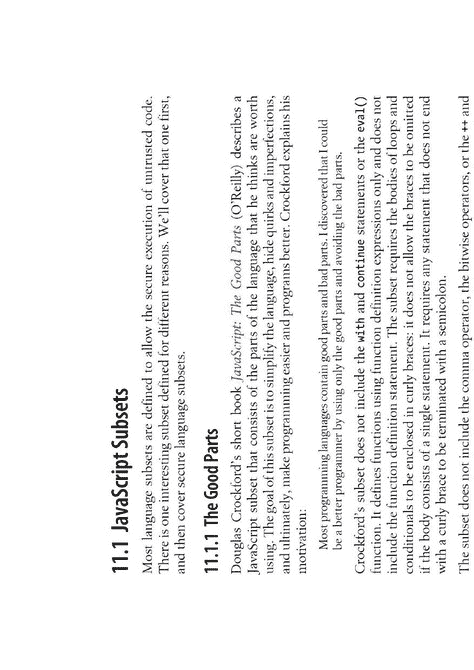 11.1 JavaScript Subsets
Most language subsets are defined to allow the secure execution of untrusted code.
There is one interesting subset defined for different reasons. We'll cover that one first,
and then cover secure language subsets.
11.1.1 The Good Parts
Douglas Crockford's short book JavaScript: The Good Parts (O'Reilly) describes a
JavaScript subset that consists of the parts of the language that he thinks are worth
using. The goal of this subset is to simplify the language, hide quirks and imperfections,
and ultimately, make programming easier and programs better. Crockford explains his
motivation:
Most programming languages contain good parts and bad parts. I discovered that I could
be a better programmer by using only the good parts and avoiding the bad parts.
Crockford's subset does not include the with and continue statements or the eval()
function. It defines functions using function definition expressions only and does not
include the function definition statement. The subset requires the bodies of loops and
conditionals to be enclosed in curly braces: it does not allow the braces to be omitted
if the body consists of a single statement. It requires any statement that does not end
with a curly brace to be terminated with a semicolon.
The subset does not include the comma operator, the bitwise operators, or the ++ and